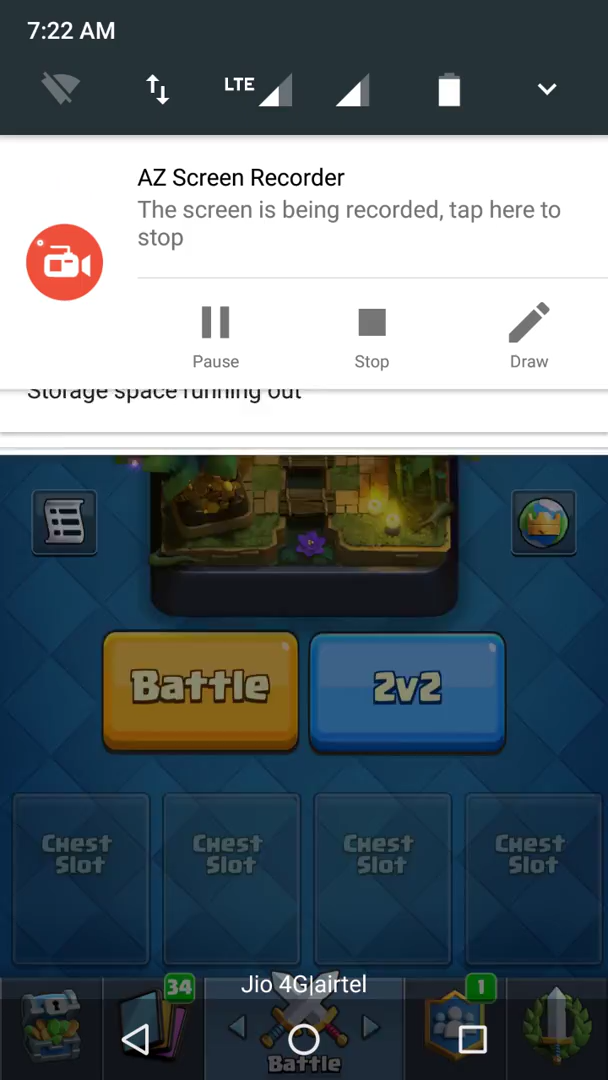 7:22 AM
LTE
AZ Screen Recorder
The screen is being recorded, tap here to
stop
Pause
Stop
Draw
Storage space running out
Battle
2v2
Chest
Slot
Chest
Slot
Chest
Slot
Chest
Slot
34
Jio 4G|airtel
1
Battle